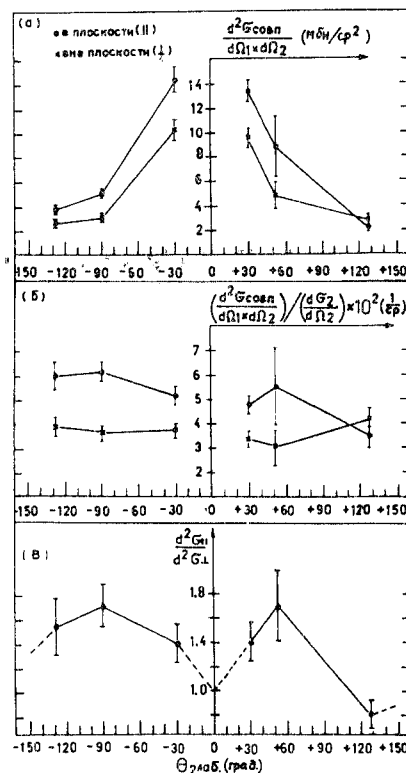 (а)
• в плоскости (||)
× вне плоскости (⊥)
d²σсовп / dΩ₁×dΩ₂ (мбн/ср²)
14
12
10
8
6
4
2
-150 -120 -90 -60 -30 0 +30 +60 +90 +120 +150
(б)
(d²σсовп / dΩ₁×dΩ₂) / (dσ₂ / dΩ₂) ×10² (1/ср)
7
6
5
4
3
-150 -120 -90 -60 -30 0 +30 +60 +90 +120 +150
(в)
d²σ|| / d²σ⊥
1.8
1.4
1.0
-150 -120 -90 -60 -30 0 +30 +60 +90 +120 +150
Θ₂лаб. (град.)